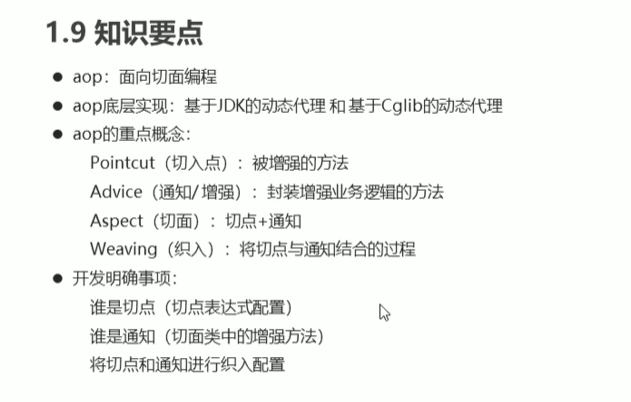 1.9 知识要点
● aop：面向切面编程
● aop底层实现：基于JDK的动态代理 和 基于Cglib的动态代理
● aop的重点概念：
Pointcut（切入点）：被增强的方法
Advice（通知/ 增强）：封装增强业务逻辑的方法
Aspect（切面）：切点+通知
Weaving（织入）：将切点与通知结合的过程
● 开发明确事项：
谁是切点（切点表达式配置）
谁是通知（切面类中的增强方法）
将切点和通知进行织入配置